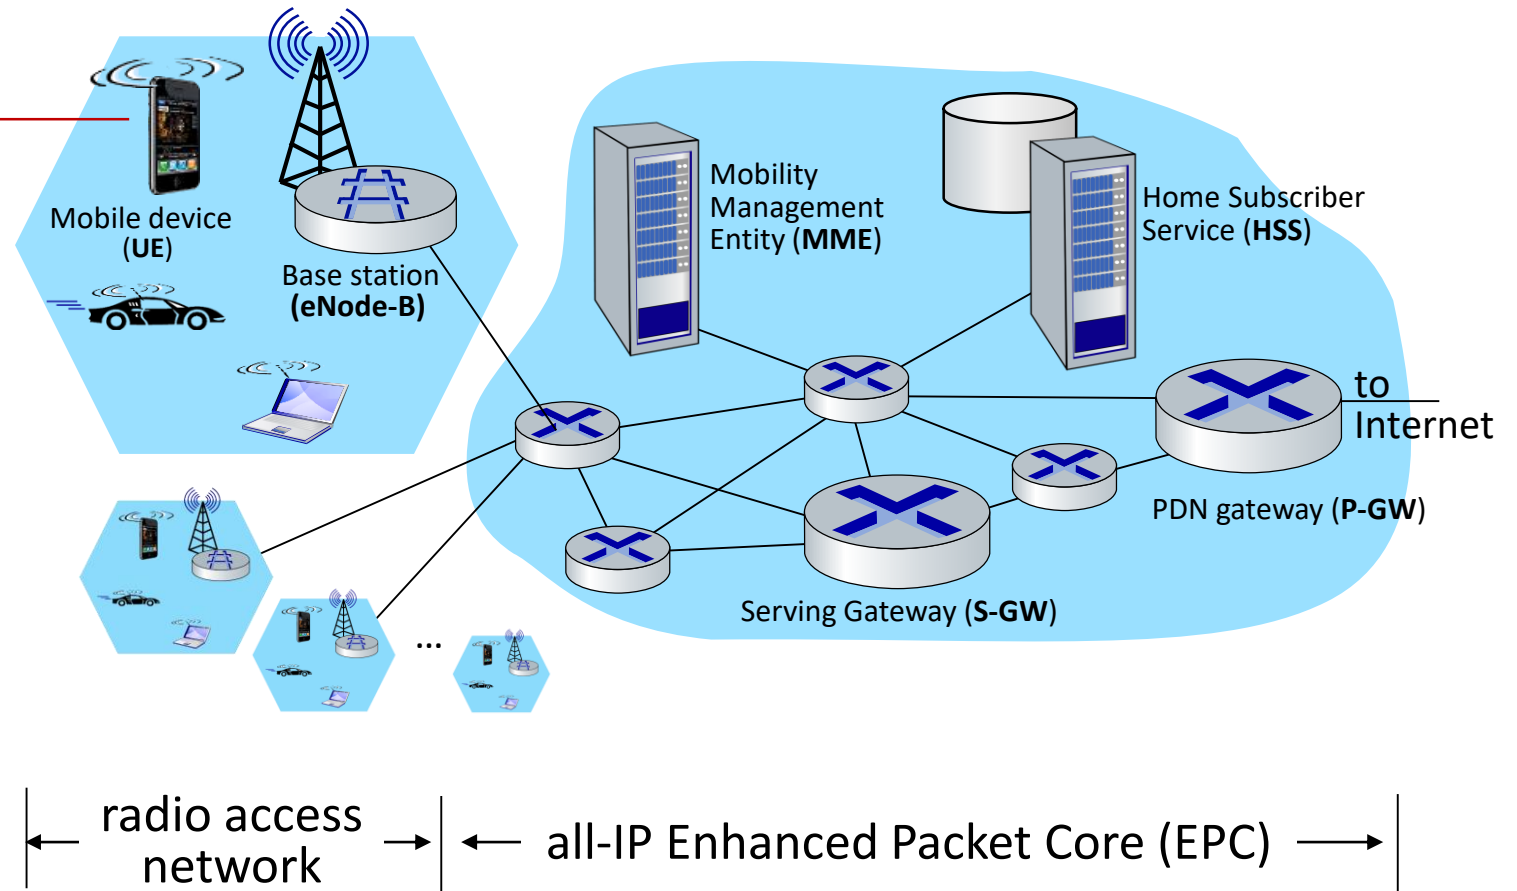 Mobile device
(UE)
Base station
(eNode-B)
Mobility
Management
Entity (MME)
Home Subscriber
Service (HSS)
to
Internet
PDN gateway (P-GW)
Serving Gateway (S-GW)
...
radio access
network
all-IP Enhanced Packet Core (EPC)